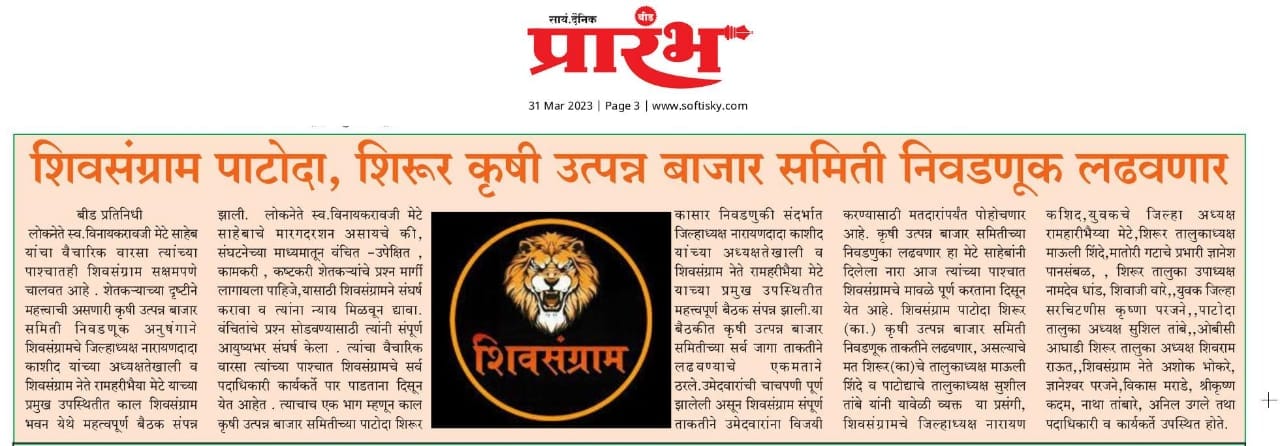 सायं.दैनिक
बीड
प्रारंभ
31 Mar 2023 | Page 3 | www.softisky.com
शिवसंग्राम पाटोदा, शिरूर कृषी उत्पन्न बाजार समिती निवडणूक लढवणार
बीड प्रतिनिधी
लोकनेते स्व.विनायकरावजी मेटे साहेब
यांचा वैचारिक वारसा त्यांच्या
पाश्चातही शिवसंग्राम सक्षमपणे
चालवत आहे . शेतकऱ्याच्या दृष्टीने
महत्वाची असणारी कृषी उत्पन्न बाजार
समिती निवडणूक अनुषंगाने
शिवसंग्रामचे जिल्हाध्यक्ष नारायणदादा
काशीद यांच्या अध्यक्षतेखाली व
शिवसंग्राम नेते रामहरीभैया मेटे याच्या
प्रमुख उपस्थितीत काल शिवसंग्राम
भवन येथे महत्वपूर्ण बैठक संपन्न
झाली. लोकनेते स्व.विनायकरावजी मेटे
साहेबाचे मारगदरशन असायचे की,
संघटनेच्या माध्यमातून वंचित -उपेक्षित ,
कामकरी , कष्टकरी शेतकऱ्यांचे प्रश्न मार्गी
लागायला पाहिजे,यासाठी शिवसंग्रामने संघर्ष
करावा व त्यांना न्याय मिळवून द्यावा.
वंचितांचे प्रश्न सोडवण्यासाठी त्यांनी संपूर्ण
आयुष्यभर संघर्ष केला . त्यांचा वैचारिक
वारसा त्यांच्या पाश्चात शिवसंग्रामचे सर्व
पदाधिकारी कार्यकर्ते पार पाडताना दिसून
येत आहेत . त्याचाच एक भाग म्हणून काल
कृषी उत्पन्न बाजार समितीच्या पाटोदा शिरूर
शिवसंग्राम
कासार निवडणुकी संदर्भात
जिल्हाध्यक्ष नारायणदादा काशीद
यांच्या अध्यक्षतेखाली व
शिवसंग्राम नेते रामहरीभैया मेटे
याच्या प्रमुख उपस्थितीत
महत्त्वपूर्ण बैठक संपन्न झाली.या
बैठकीत कृषी उत्पन्न बाजार
समितीच्या सर्व जागा ताकतीने
लढवण्याचे एकमताने
ठरले.उमेदवारांची चाचपणी पूर्ण
झालेली असून शिवसंग्राम संपूर्ण
ताकतीने उमेदवारांना विजयी
करण्यासाठी मतदारांपर्यंत पोहोचणार
आहे. कृषी उत्पन्न बाजार समितीच्या
निवडणुका लढवणार हा मेटे साहेबांनी
दिलेला नारा आज त्यांच्या पाश्चात
शिवसंग्रामचे मावळे पूर्ण करताना दिसून
येत आहे. शिवसंग्राम पाटोदा शिरूर
(का.) कृषी उत्पन्न बाजार समिती
निवडणूक ताकतीने लढवणार, असल्याचे
मत शिरूर(का)चे तालुकाध्यक्ष माऊली
शिंदे व पाटोद्याचे तालुकाध्यक्ष सुशील
तांबे यांनी यावेळी व्यक्त या प्रसंगी,
शिवसंग्रामचे जिल्हाध्यक्ष नारायण
कशिद,युवकचे जिल्हा अध्यक्ष
रामहारीभैय्या मेटे,शिरूर तालुकाध्यक्ष
माऊली शिंदे,मातोरी गटाचे प्रभारी ज्ञानेश
पानसंबळ, , शिरूर तालुका उपाध्यक्ष
नामदेव धांड, शिवाजी वारे,,युवक जिल्हा
सरचिटणीस कृष्णा परजने,,पाटोदा
तालुका अध्यक्ष सुशिल तांबे,,ओबीसी
आघाडी शिरूर तालुका अध्यक्ष शिवराम
राऊत,,शिवसंग्राम नेते अशोक भोकरे,
ज्ञानेश्वर परजने,विकास मराडे, श्रीकृष्ण
कदम, नाथा तांबारे, अनिल उगले तथा
पदाधिकारी व कार्यकर्ते उपस्थित होते.